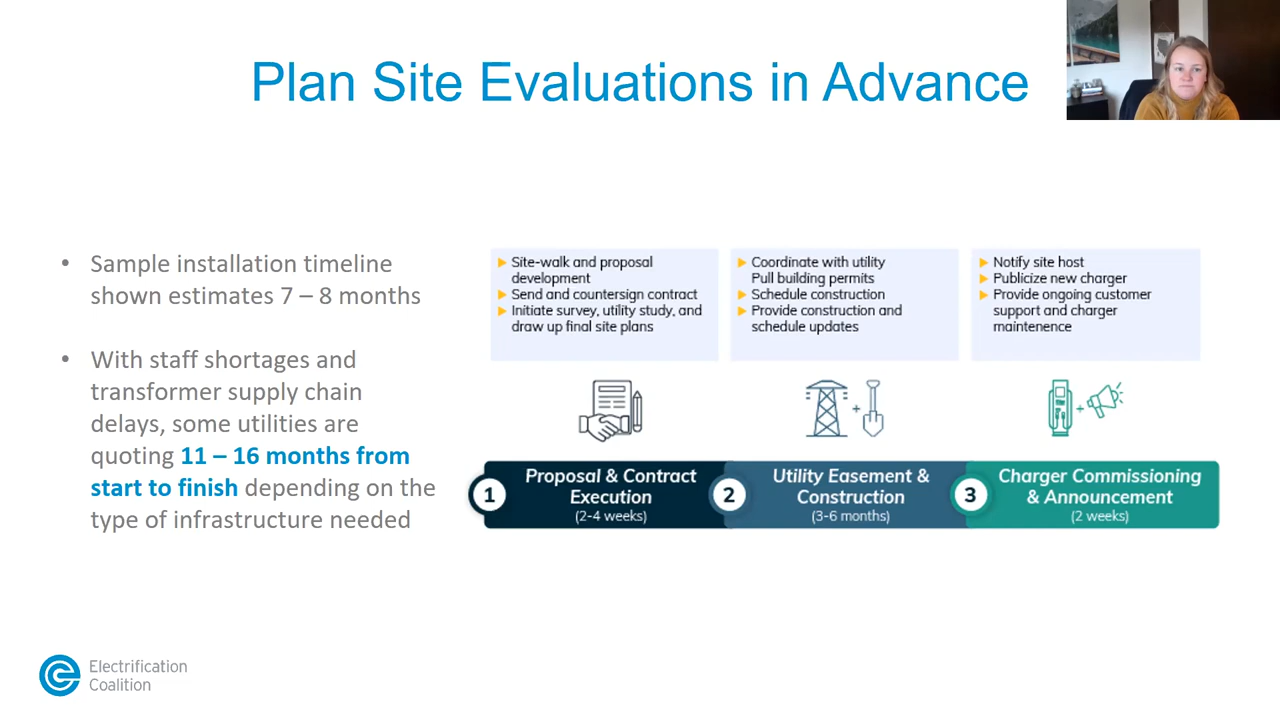 Plan Site Evaluations in Advance
• Sample installation timeline
shown estimates 7 – 8 months
• With staff shortages and
transformer supply chain
delays, some utilities are
quoting 11 – 16 months from
start to finish depending on the
type of infrastructure needed
Site-walk and proposal
development
Send and countersign contract
Initiate survey, utility study, and
draw up final site plans
Coordinate with utility
Pull building permits
Schedule construction
Provide construction and
schedule updates
Notify site host
Publicize new charger
Provide ongoing customer
support and charger
maintenence
1
Proposal & Contract
Execution
(2-4 weeks)
2
Utility Easement &
Construction
(3-6 months)
3
Charger Commissioning
& Announcement
(2 weeks)
Electrification
Coalition